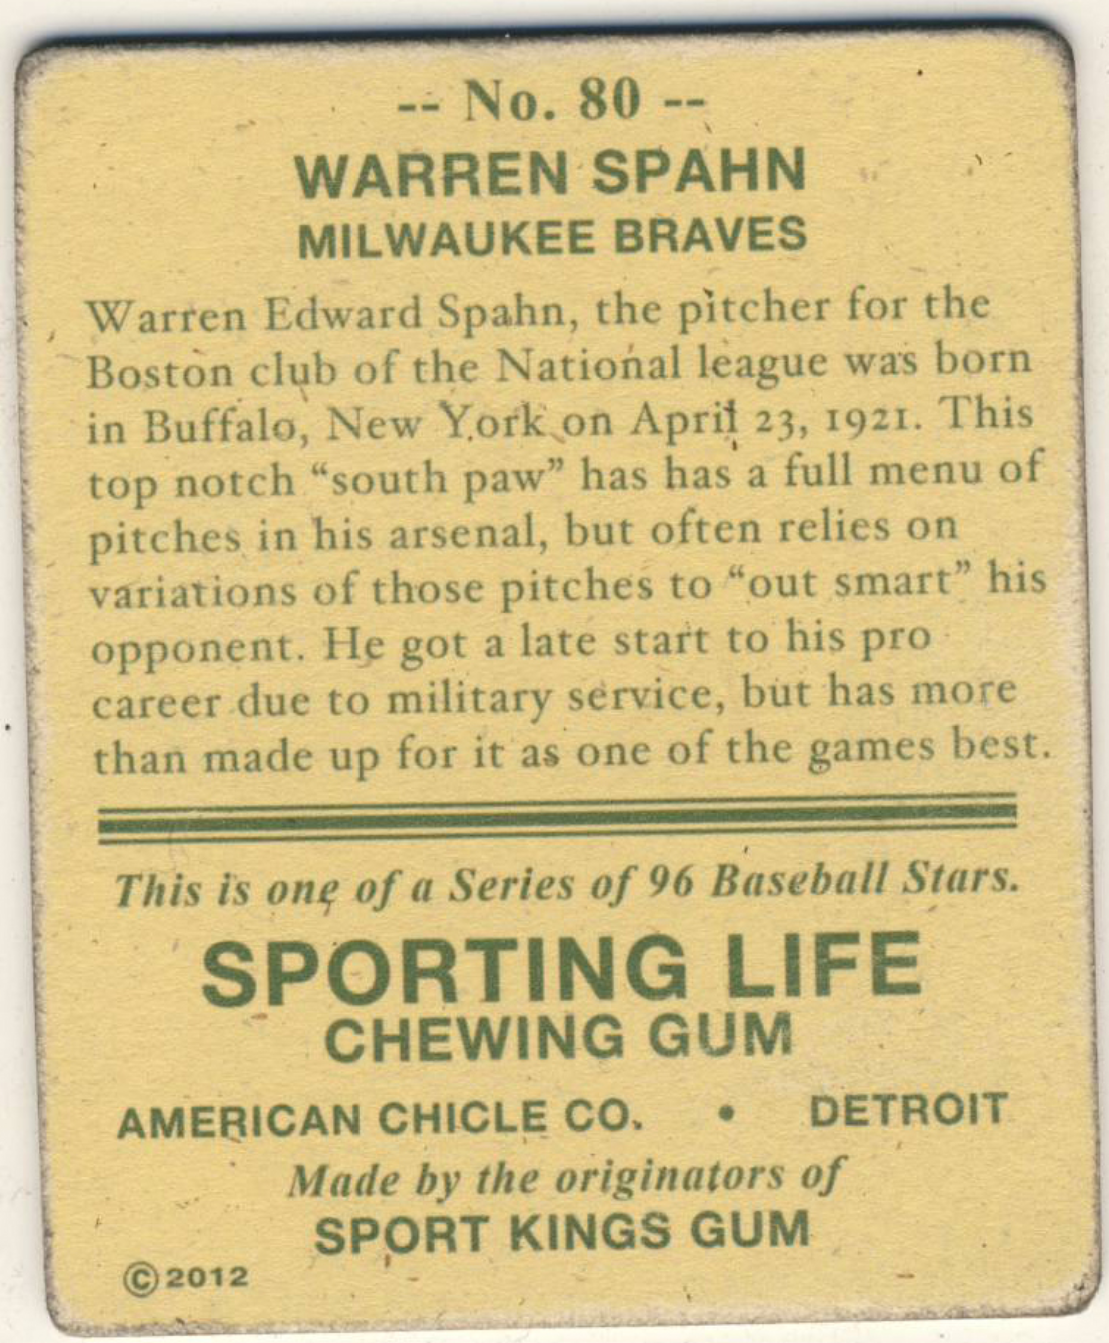 -- No. 80 --
WARREN SPAHN
MILWAUKEE BRAVES
Warren Edward Spahn, the pitcher for the
Boston club of the National league was born
in Buffalo, New York on April 23, 1921. This
top notch “south paw” has has a full menu of
pitches in his arsenal, but often relies on
variations of those pitches to “out smart” his
opponent. He got a late start to his pro
career due to military service, but has more
than made up for it as one of the games best.
This is one of a Series of 96 Baseball Stars.
SPORTING LIFE
CHEWING GUM
AMERICAN CHICLE CO. • DETROIT
Made by the originators of
SPORT KINGS GUM
©2012